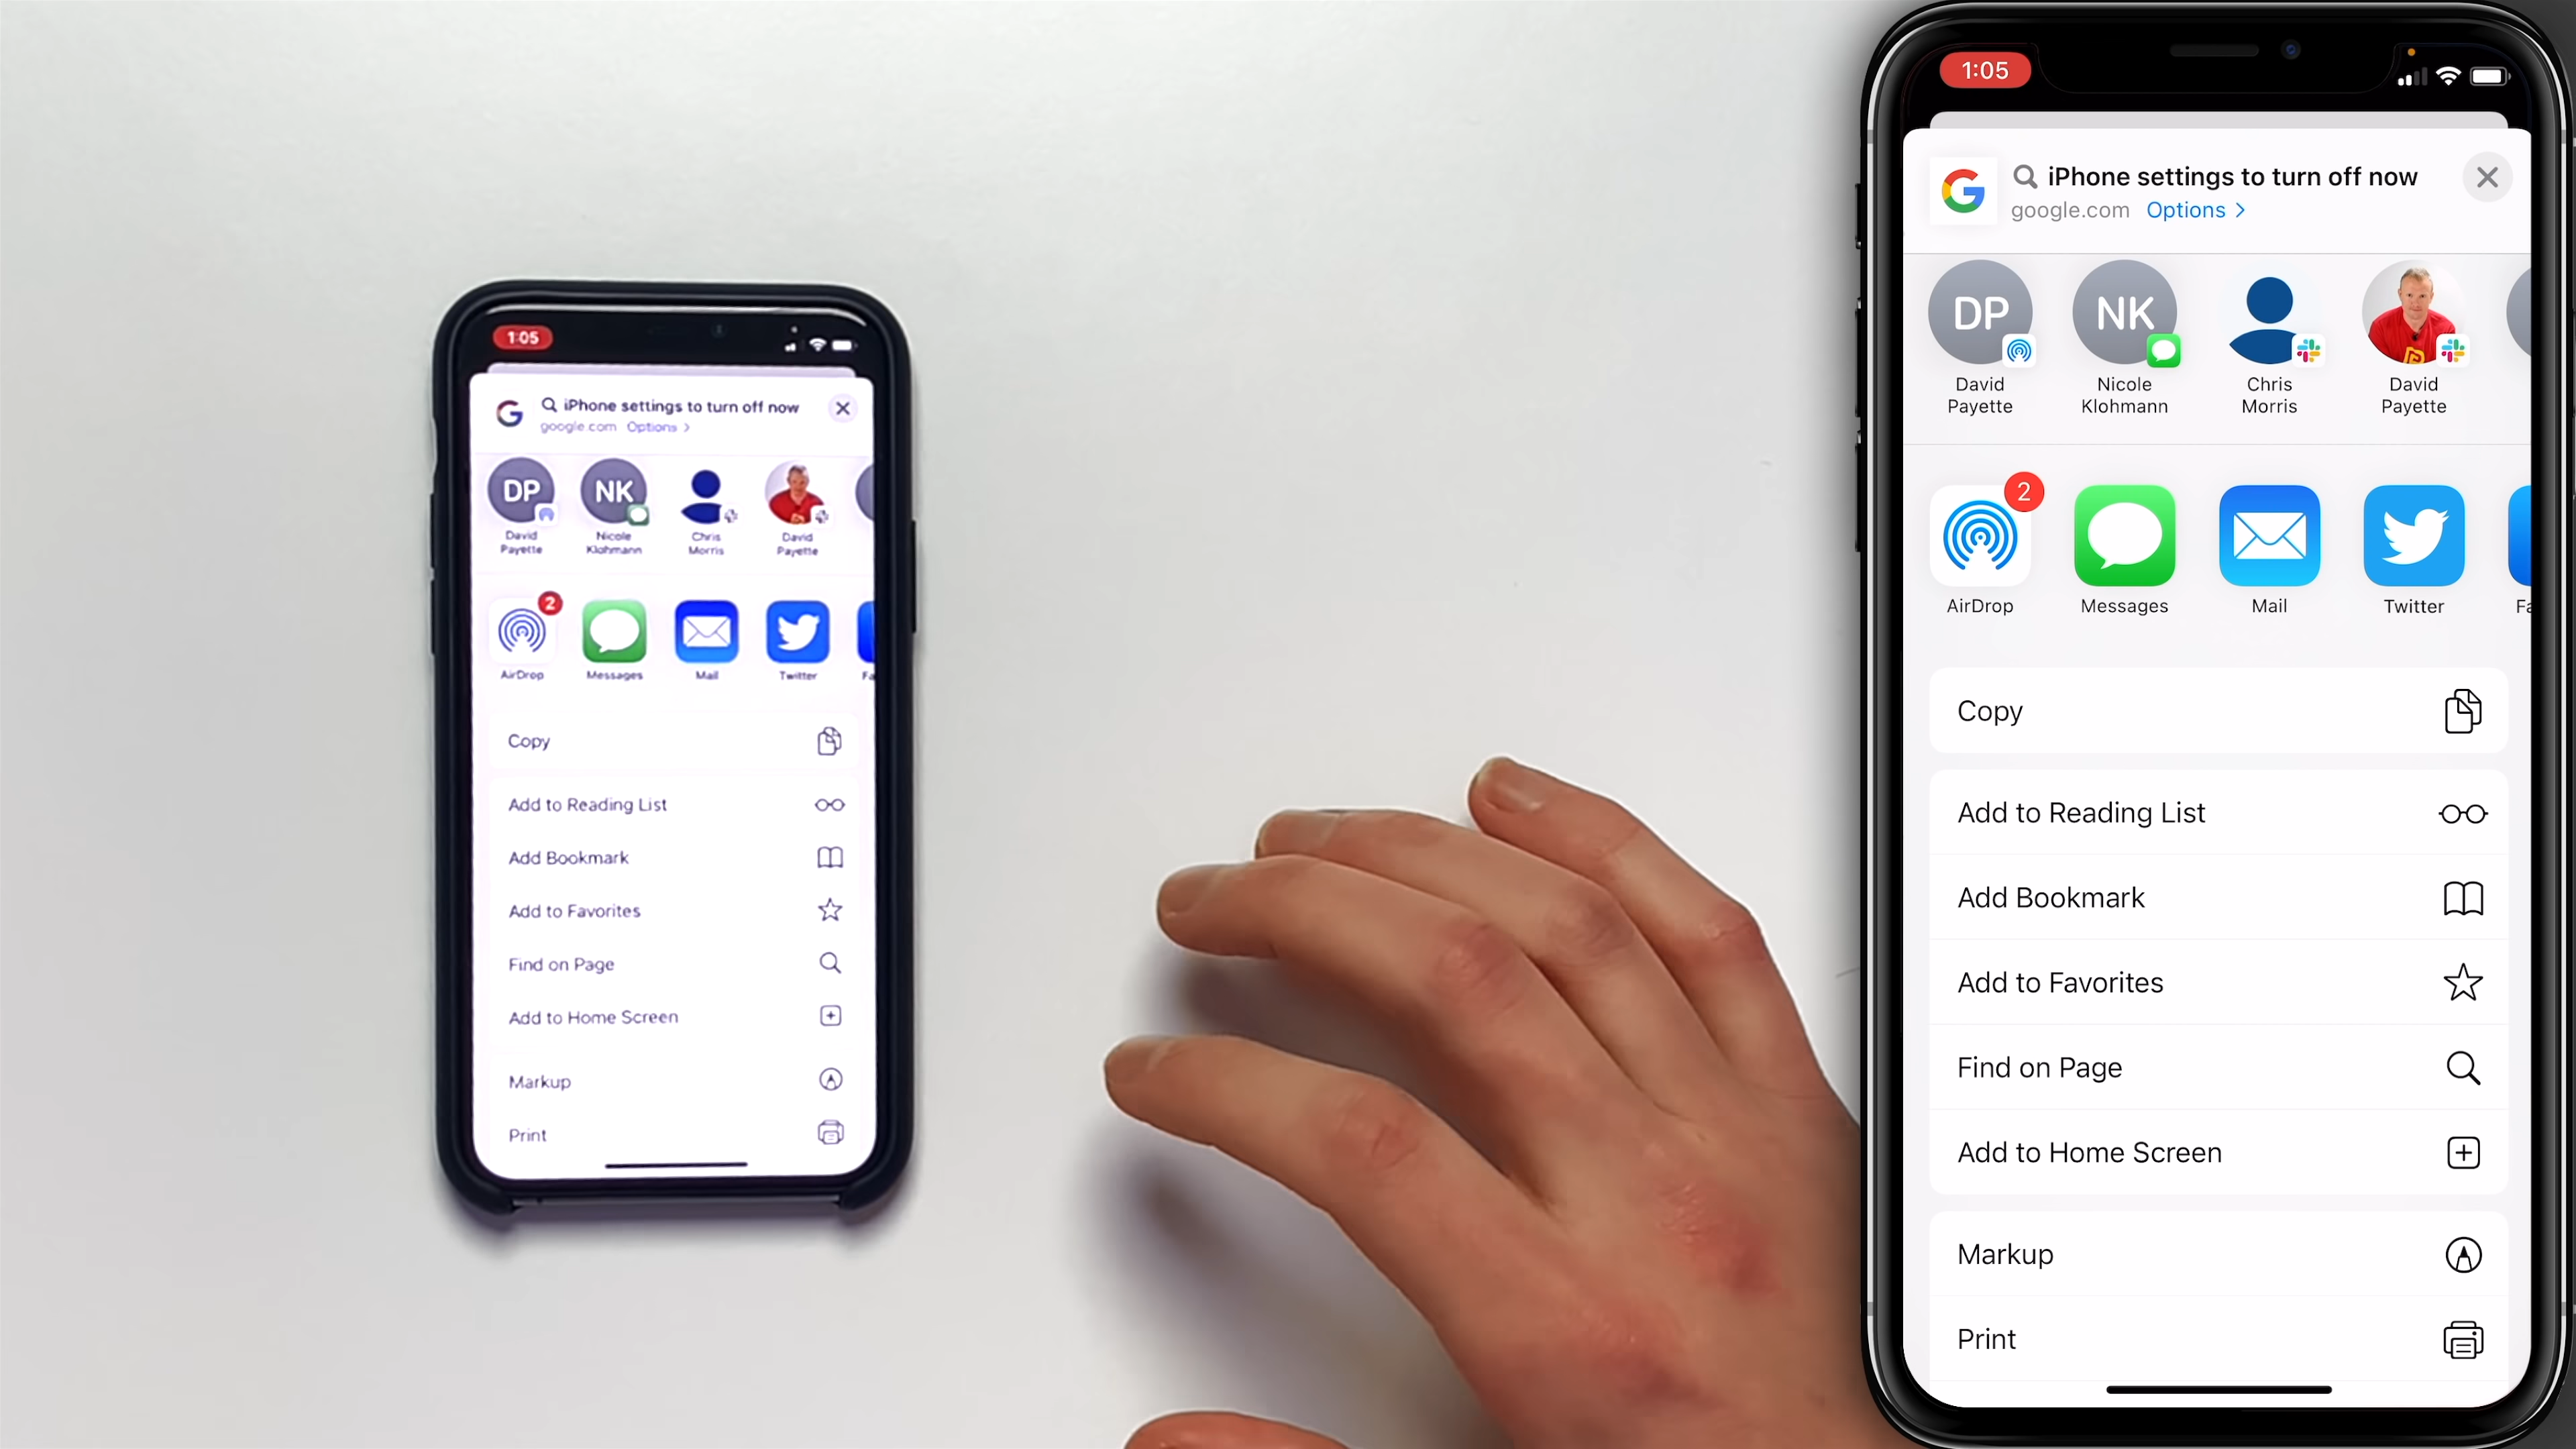 1:05
iPhone settings to turn off now
google.com Options >
DP NK
David Payette
Nicole Klohmann
Chris Morris
David Payette
2
AirDrop Messages Mail Twitter Fa
Copy
Add to Reading List
Add Bookmark
Add to Favorites
Find on Page
Add to Home Screen
Markup
Print
1:05
iPhone settings to turn off now
google.com Options >
DP NK
David Payette
Nicole Klohmann
Chris Morris
David Payette
2
AirDrop Messages Mail Twitter Fa
Copy
Add to Reading List
Add Bookmark
Add to Favorites
Find on Page
Add to Home Screen
Markup
Print